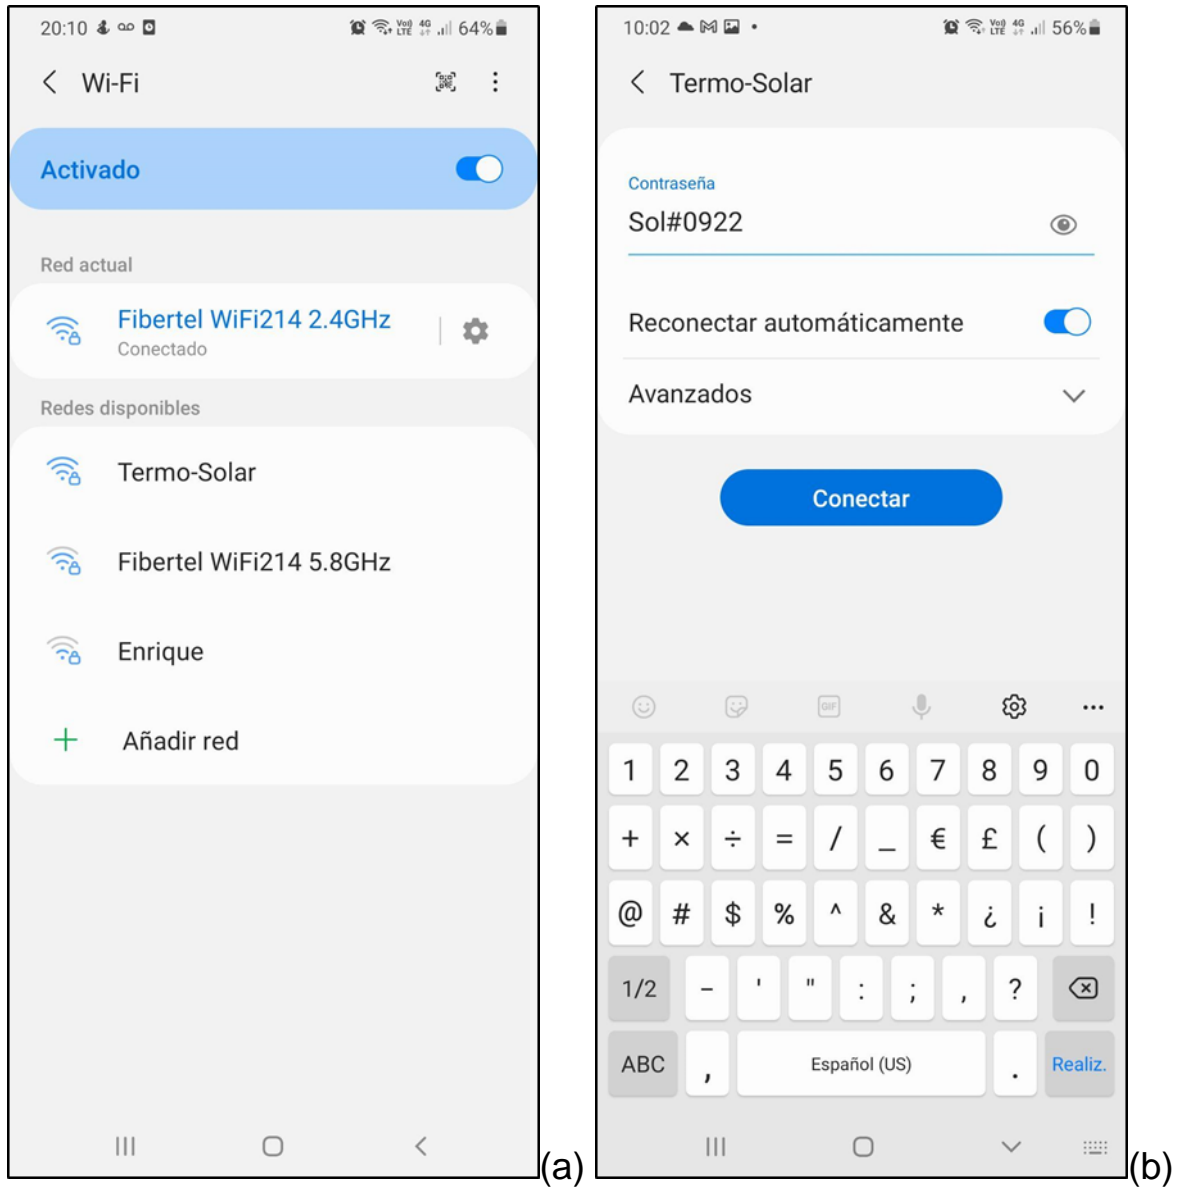 20:10 64%
Wi-Fi
Activado
Red actual
Fibertel WiFi214 2.4GHz
Conectado
Redes disponibles
Termo-Solar
Fibertel WiFi214 5.8GHz
Enrique
+ Añadir red
(a)
10:02 56%
Termo-Solar
Contraseña
Sol#0922
Reconectar automáticamente
Avanzados
Conectar
GIF
1 2 3 4 5 6 7 8 9 0
+ × ÷ = / _ € £ ( )
@ # $ % ^ & * ¿ ¡ !
1/2 - ' " : ; , ?
ABC , Español (US) . Realiz.
(b)